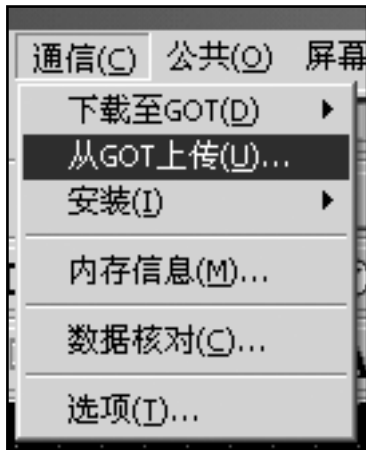 通信(C) 公共(O) 屏幕
下载至GOT(D)
从GOT上传(U)...
安装(I)
内存信息(M)...
数据核对(C)...
选项(T)...